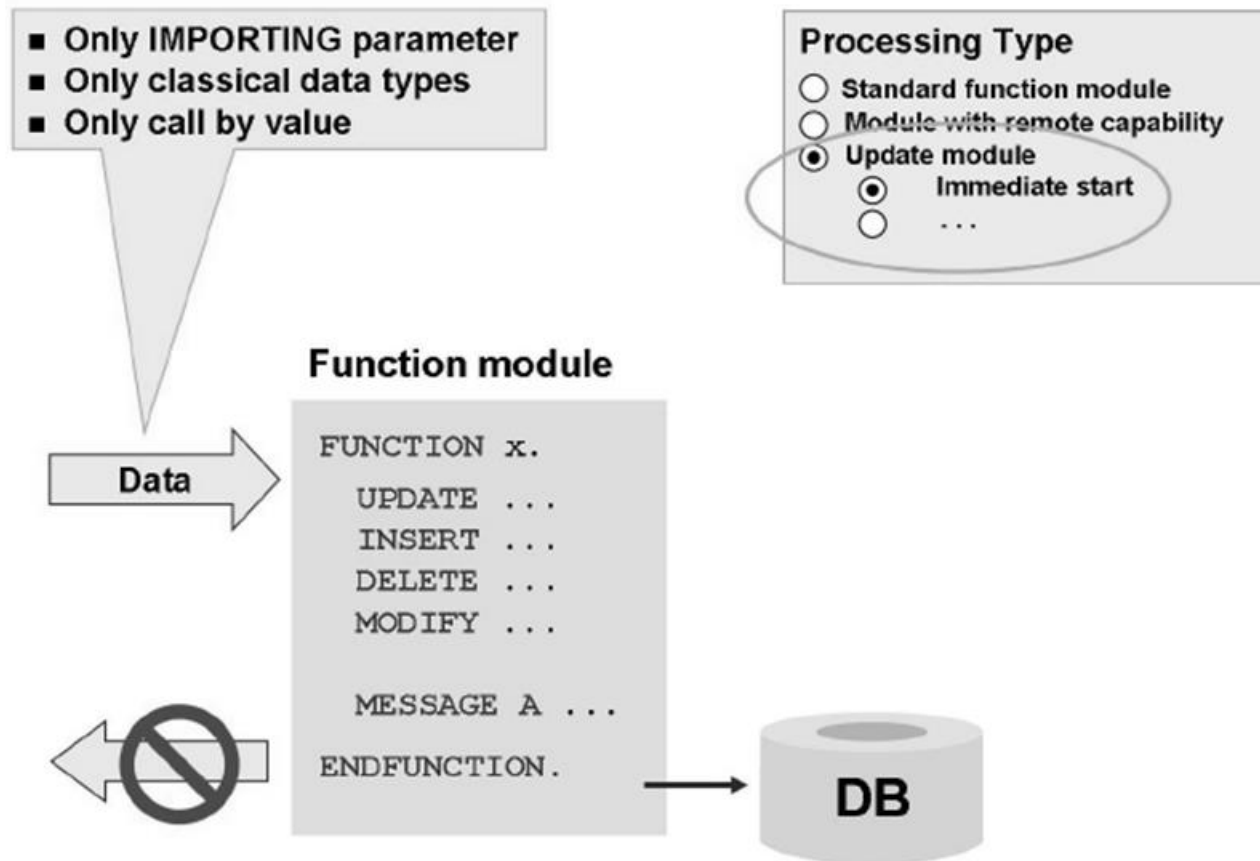 ■ Only IMPORTING parameter
■ Only classical data types
■ Only call by value
Processing Type
Standard function module
Module with remote capability
Update module
Immediate start
. . .
Function module
Data
FUNCTION x.
UPDATE ...
INSERT ...
DELETE ...
MODIFY ...
MESSAGE A ...
ENDFUNCTION.
DB